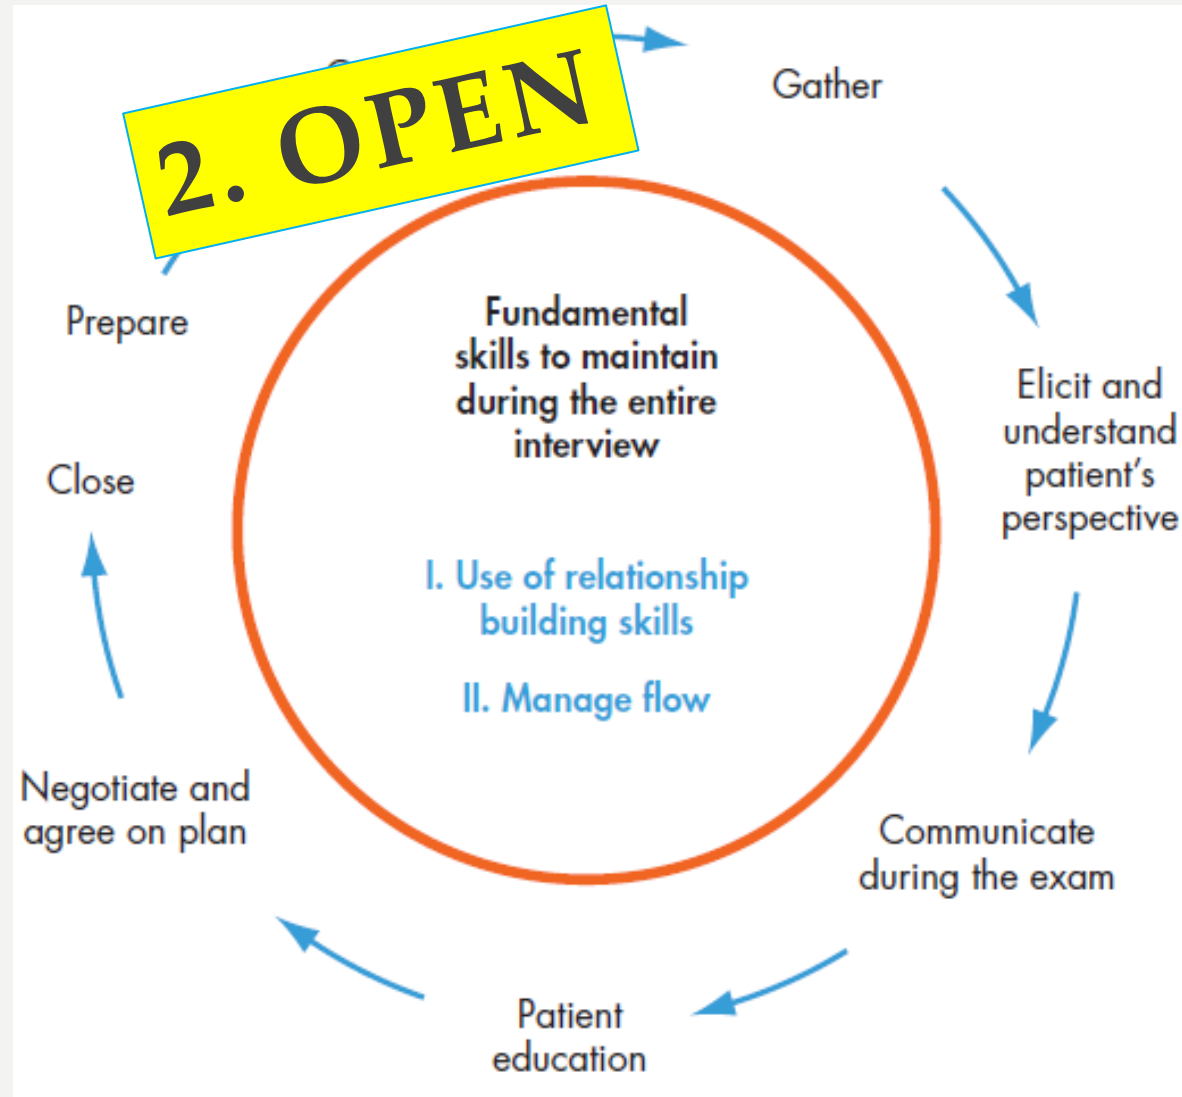 2. OPEN
Gather
Prepare
Fundamental
skills to maintain
during the entire
interview
Elicit and
understand
patient's
perspective
Close
I. Use of relationship
building skills
II. Manage flow
Negotiate and
agree on plan
Communicate
during the exam
Patient
education